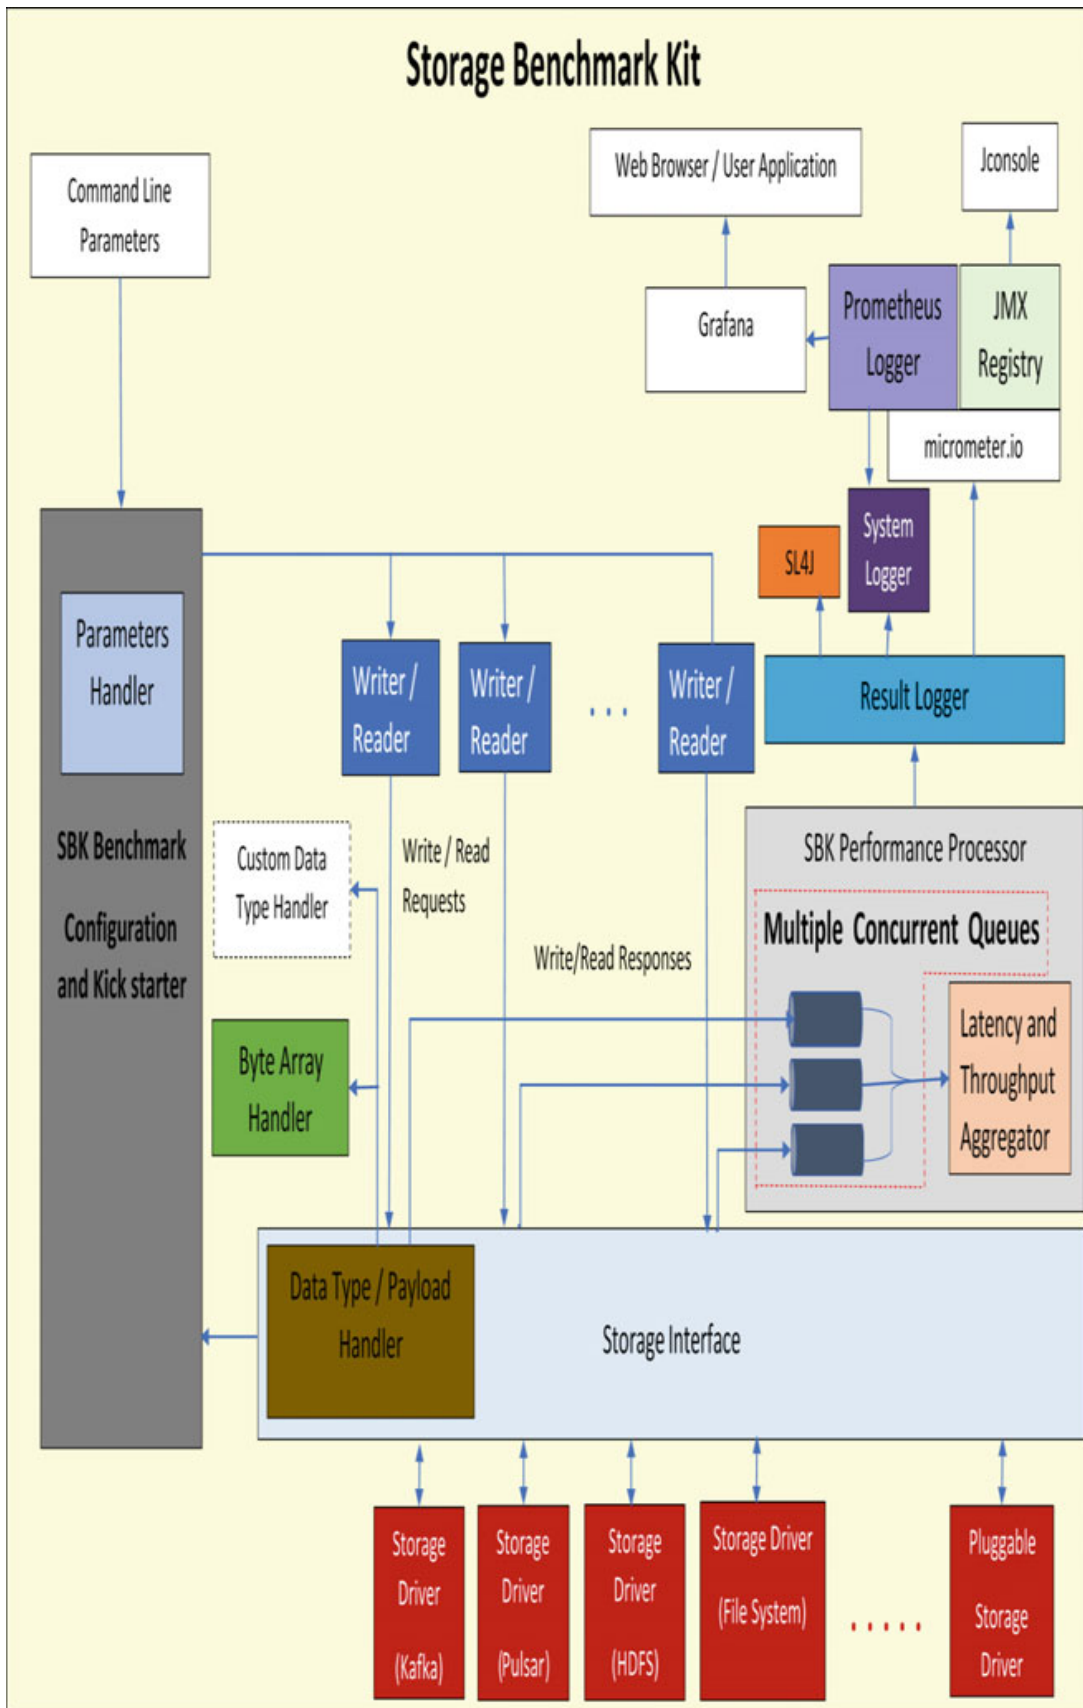 Storage Benchmark Kit
Command Line
Parameters
Web Browser / User Application
Jconsole
Grafana
Prometheus
Logger
JMX
Registry
micrometer.io
System
Logger
SL4J
Result Logger
Parameters
Handler
SBK Benchmark
Configuration
and Kick starter
Writer /
Reader
Writer /
Reader
. . .
Writer /
Reader
Custom Data
Type Handler
Write / Read
Requests
Write/Read Responses
Byte Array
Handler
SBK Performance Processor
Multiple Concurrent Queues
Latency and
Throughput
Aggregator
Data Type / Payload
Handler
Storage Interface
Storage
Driver
(Kafka)
Storage
Driver
(Pulsar)
Storage
Driver
(HDFS)
Storage Driver
(File System)
. . . . .
Pluggable
Storage
Driver